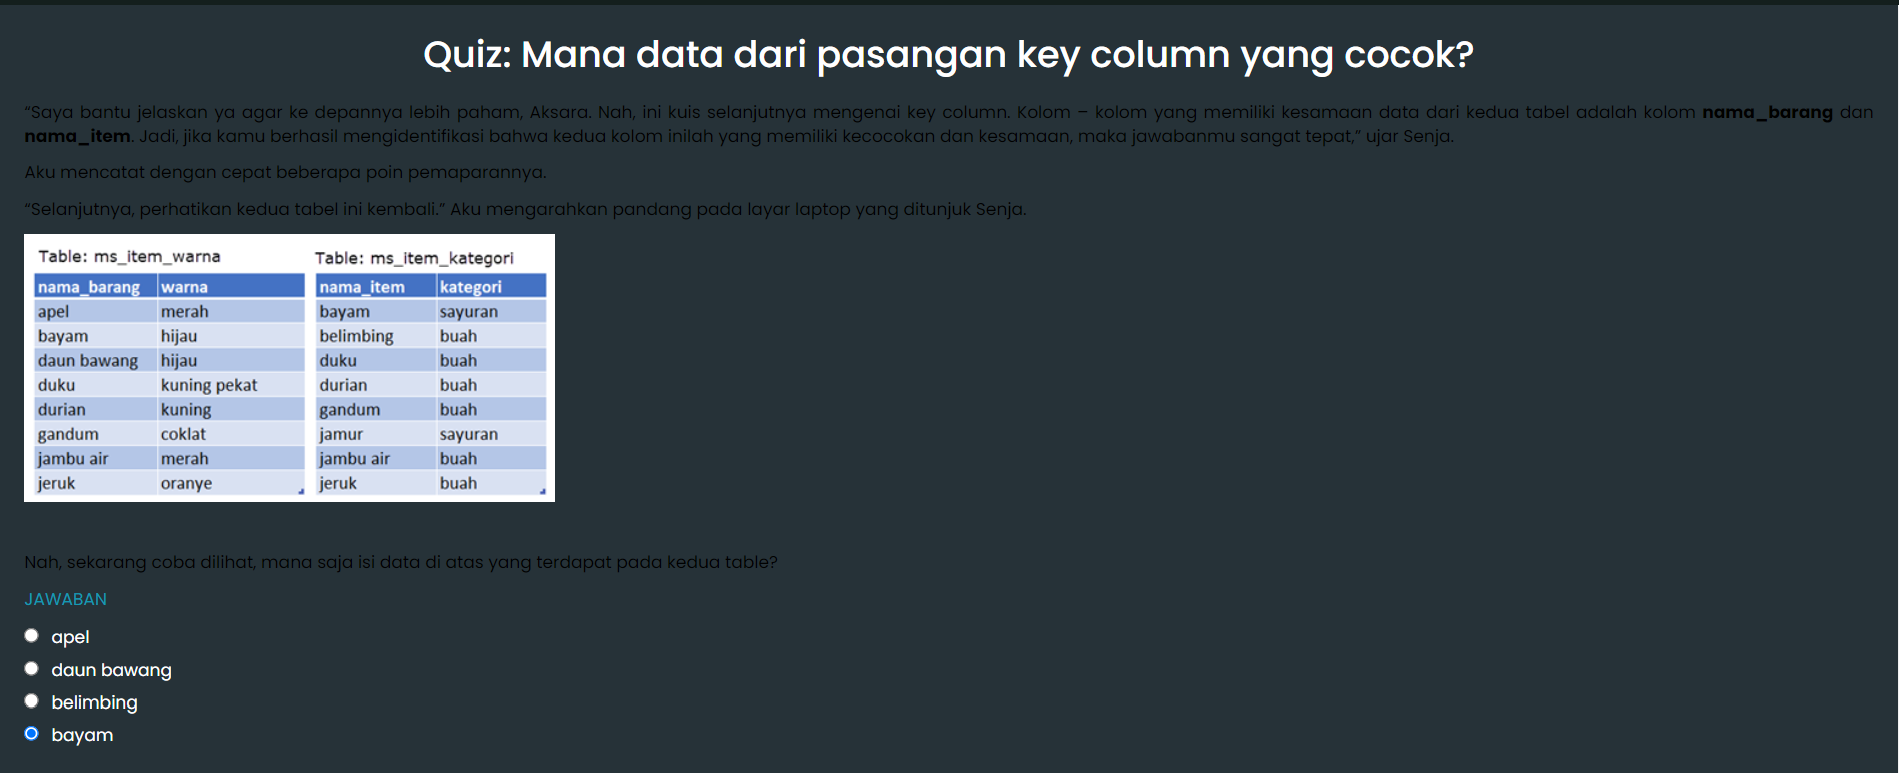 Quiz: Mana data dari pasangan key column yang cocok?
“Saya bantu jelaskan ya agar ke depannya lebih paham, Aksara. Nah, ini kuis selanjutnya mengenai key column. Kolom – kolom yang memiliki kesamaan data dari kedua tabel adalah kolom nama_barang dan
nama_item. Jadi, jika kamu berhasil mengidentifikasi bahwa kedua kolom inilah yang memiliki kecocokan dan kesamaan, maka jawabanmu sangat tepat,” ujar Senja.
Aku mencatat dengan cepat beberapa poin pemaparannya.
“Selanjutnya, perhatikan kedua tabel ini kembali.” Aku mengarahkan pandang pada layar laptop yang ditunjuk Senja.
Table: ms_item_warna
nama_barang warna
apel merah
bayam hijau
daun bawang hijau
duku kuning pekat
durian kuning
gandum coklat
jambu air merah
jeruk oranye
Table: ms_item_kategori
nama_item kategori
bayam sayuran
belimbing buah
duku buah
durian buah
gandum buah
jamur sayuran
jambu air buah
jeruk buah
Nah, sekarang coba dilihat, mana saja isi data di atas yang terdapat pada kedua table?
JAWABAN
apel
daun bawang
belimbing
bayam